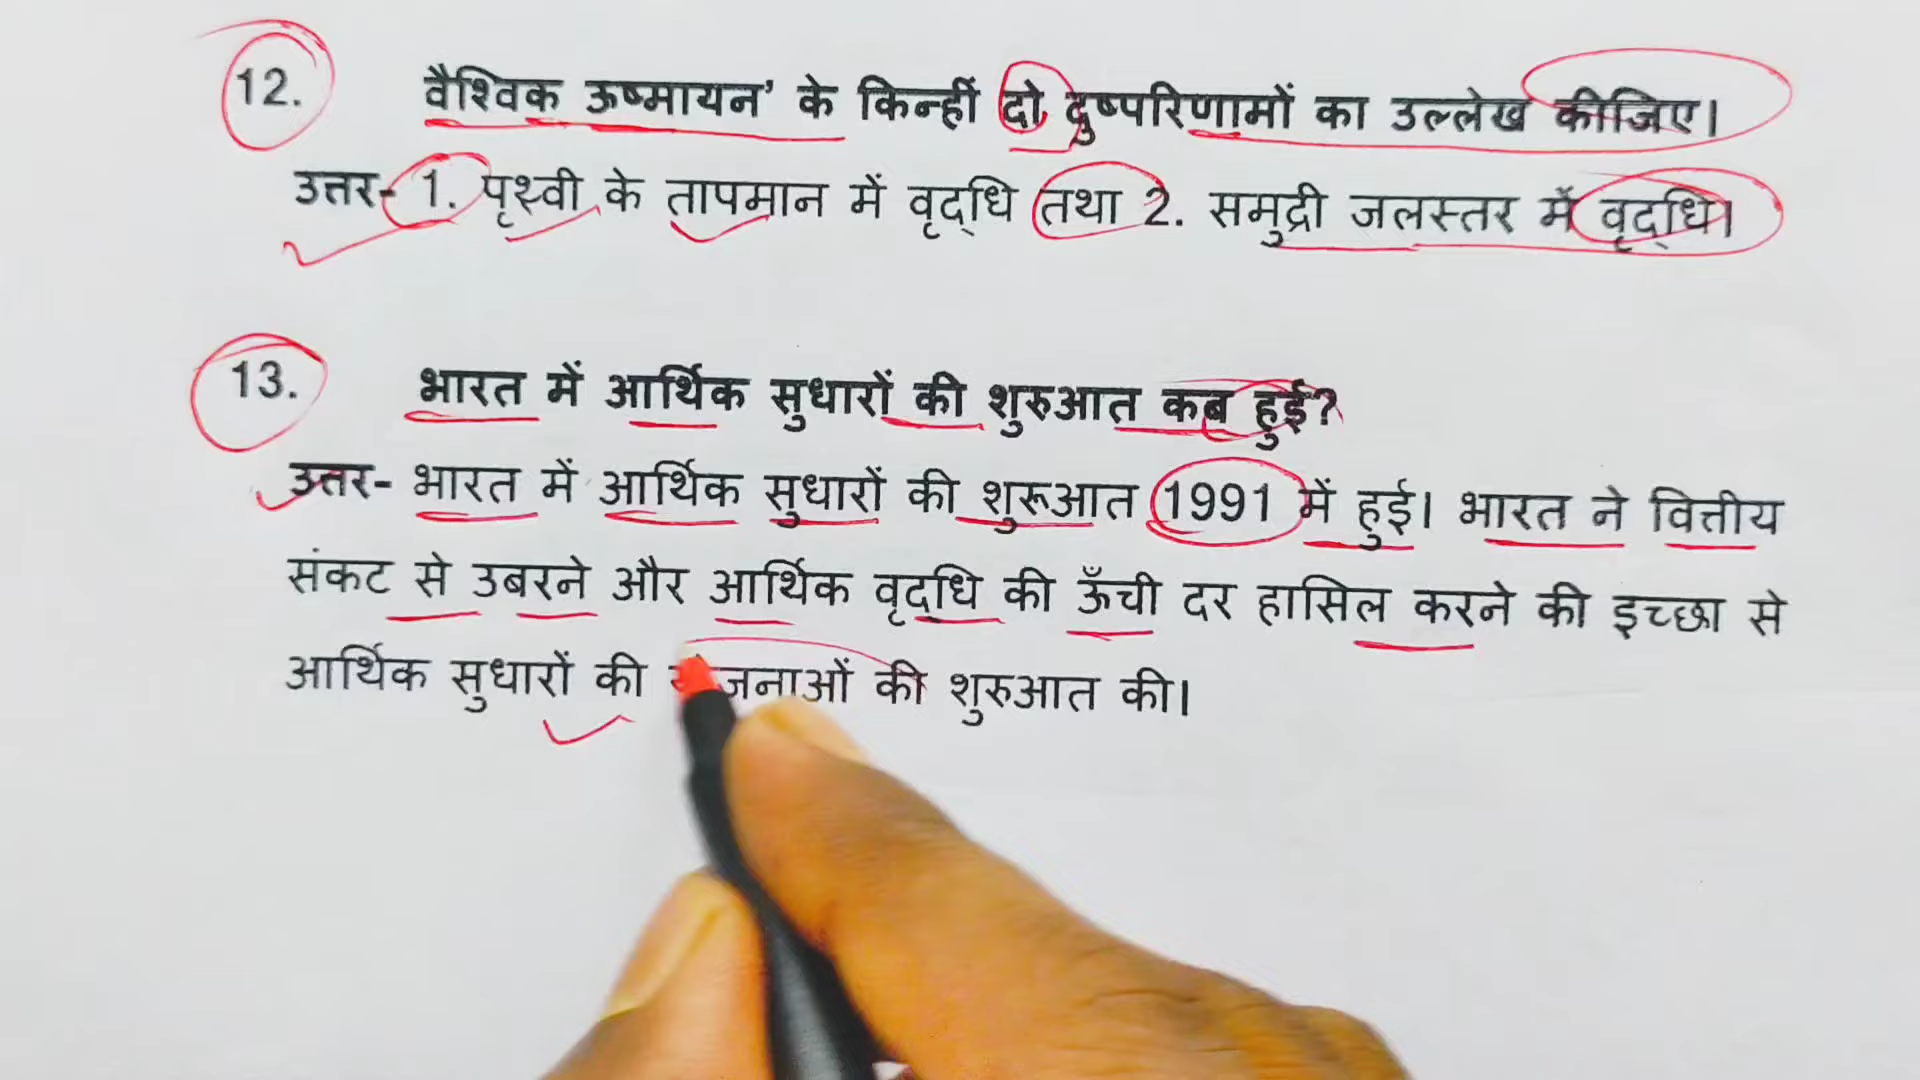 12. वैश्विक ऊष्मायन' के किन्हीं दो दुष्परिणामों का उल्लेख कीजिए।
उत्तर- 1. पृथ्वी के तापमान में वृद्धि तथा 2. समुद्री जलस्तर में वृद्धि।
13. भारत में आर्थिक सुधारों की शुरुआत कब हुई?
उत्तर- भारत में आर्थिक सुधारों की शुरूआत 1991 में हुई। भारत ने वित्तीय
संकट से उबरने और आर्थिक वृद्धि की ऊँची दर हासिल करने की इच्छा से
आर्थिक सुधारों की की शुरुआत की।